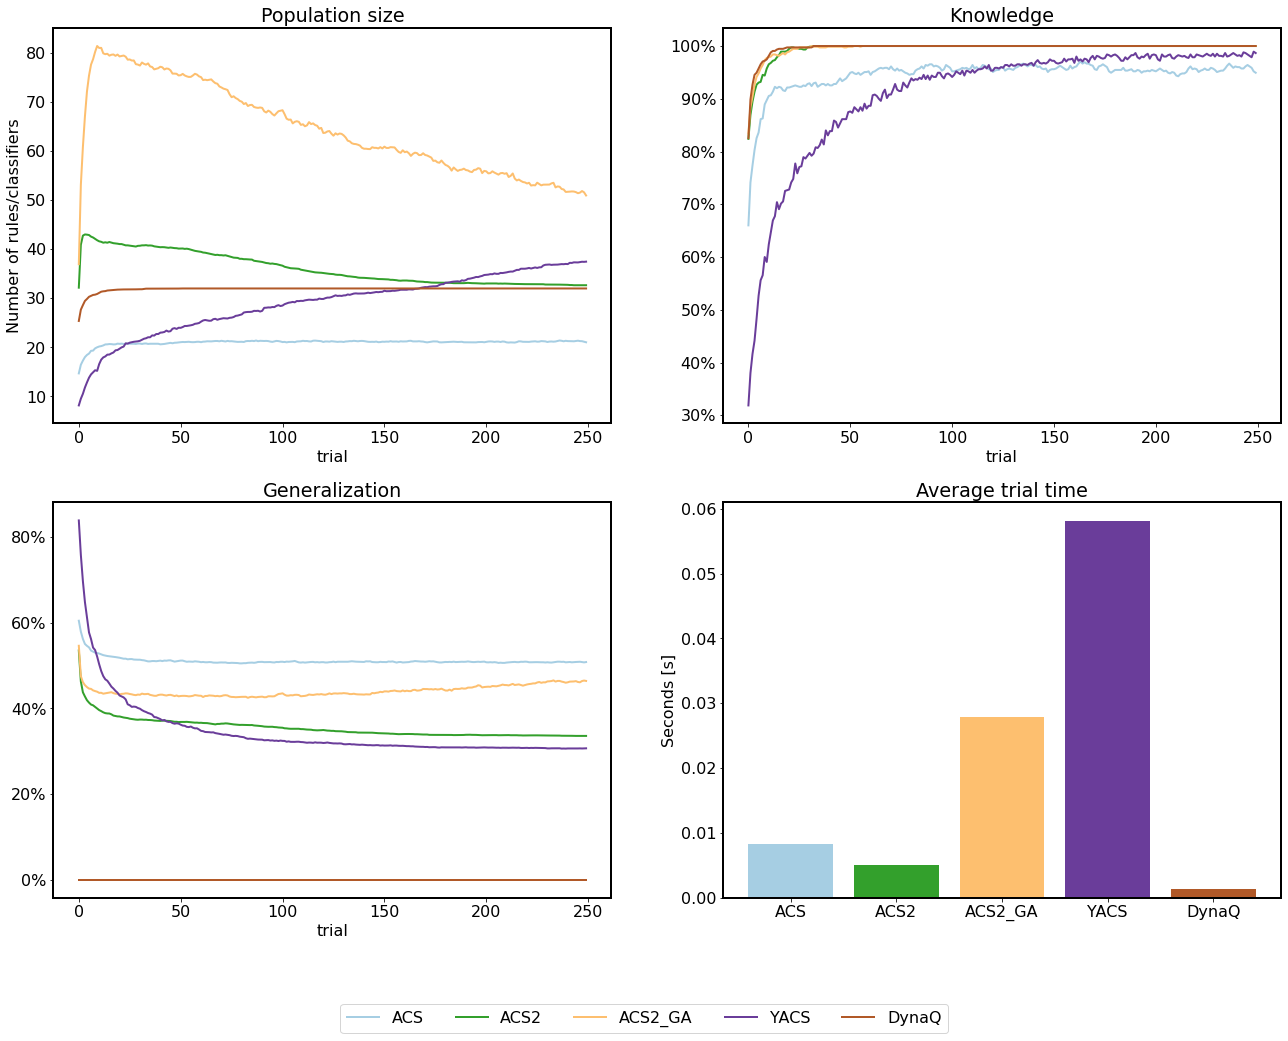 Population size
Number of rules/classifiers
80
70
60
50
40
30
20
10
0 50 100 150 200 250
trial
Knowledge
100%
90%
80%
70%
60%
50%
40%
30%
0 50 100 150 200 250
trial
Generalization
80%
60%
40%
20%
0%
0 50 100 150 200 250
trial
Average trial time
Seconds [s]
0.06
0.05
0.04
0.03
0.02
0.01
0.00
ACS ACS2 ACS2_GA YACS DynaQ
ACS ACS2 ACS2_GA YACS DynaQ